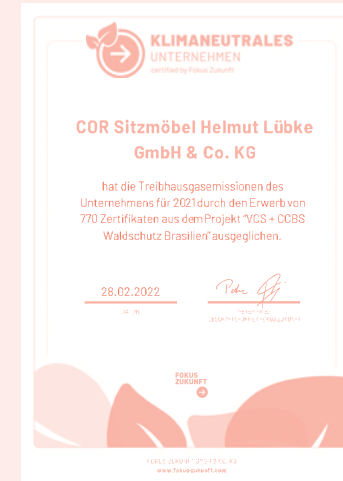 KLIMANEUTRALES
UNTERNEHMEN
certified by Fokus Zukunft
COR Sitzmöbel Helmut Lübke
GmbH & Co. KG
hat die Treibhausgasemissionen des
Unternehmens für 2021 durch den Erwerb von
770 Zertifikaten aus dem Projekt "VCS + CCBS
Waldschutz Brasilien" ausgeglichen.
28.02.2022
FOKUS
ZUKUNFT
www.fokus-zukunft.com